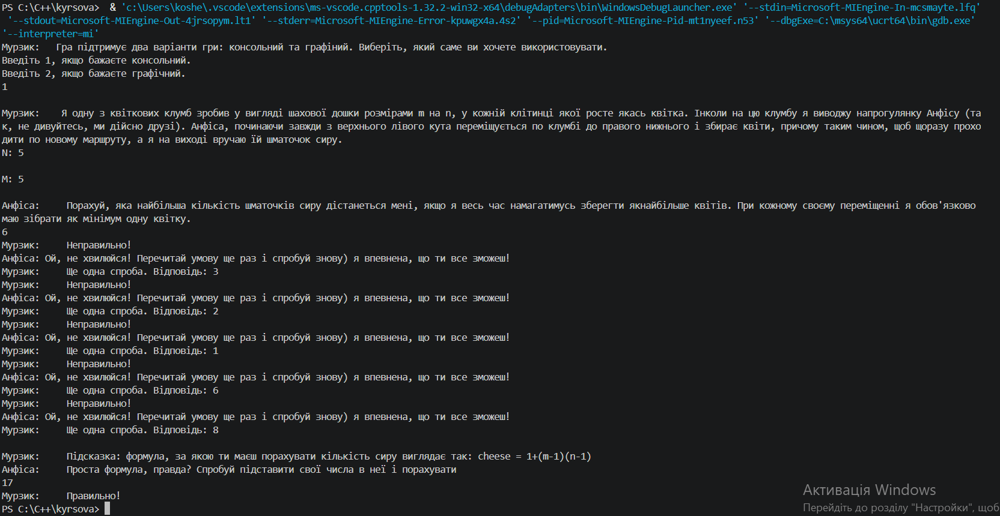 PS C:\C++\kyrsova>  & 'c:\Users\koshe\.vscode\extensions\ms-vscode.cpptools-1.32.2-win32-x64\debugAdapters\bin\WindowsDebugLauncher.exe' '--stdin=Microsoft-MIEngine-In-mcsmayte.lfq'
'--stdout=Microsoft-MIEngine-Out-4jrsopym.lt1' '--stderr=Microsoft-MIEngine-Error-kpuwgx4a.4s2' '--pid=Microsoft-MIEngine-Pid-mt1nyeef.n53' '--dbgExe=C:\msys64\ucrt64\bin\gdb.exe'
'--interpreter=mi'
Мурзик:   Гра підтримує два варіанти гри: консольний та графіний. Виберіть, який саме ви хочете використовувати.
Введіть 1, якщо бажаєте консольний.
Введіть 2, якщо бажаєте графічний.
1
Мурзик:    Я одну з квіткових клумб зробив у вигляді шахової дошки розмірами m на n, у кожній клітинці якої росте якась квітка. Інколи на цю клумбу я виводжу напрогулянку Анфісу (та
к, не дивуйтесь, ми дійсно друзі). Анфіса, починаючи завжди з верхнього лівого кута переміщується по клумбі до правого нижнього і збирає квіти, причому таким чином, щоб щоразу прохо
дити по новому маршруту, а я на виході вручаю їй шматочок сиру.
N: 5
M: 5
Анфіса:     Порахуй, яка найбільша кількість шматочків сиру дістанеться мені, якщо я весь час намагатимусь зберегти якнайбільше квітів. При кожному своєму переміщенні я обов'язково
маю зібрати як мінімум одну квітку.
6
Мурзик:     Неправильно!
Анфіса: Ой, не хвилюйся! Перечитай умову ще раз і спробуй знову) я впевнена, що ти все зможеш!
Мурзик:     Ще одна спроба. Відповідь: 3
Мурзик:     Неправильно!
Анфіса: Ой, не хвилюйся! Перечитай умову ще раз і спробуй знову) я впевнена, що ти все зможеш!
Мурзик:     Ще одна спроба. Відповідь: 2
Мурзик:     Неправильно!
Анфіса: Ой, не хвилюйся! Перечитай умову ще раз і спробуй знову) я впевнена, що ти все зможеш!
Мурзик:     Ще одна спроба. Відповідь: 1
Мурзик:     Неправильно!
Анфіса: Ой, не хвилюйся! Перечитай умову ще раз і спробуй знову) я впевнена, що ти все зможеш!
Мурзик:     Ще одна спроба. Відповідь: 6
Мурзик:     Неправильно!
Анфіса: Ой, не хвилюйся! Перечитай умову ще раз і спробуй знову) я впевнена, що ти все зможеш!
Мурзик:     Ще одна спроба. Відповідь: 8
Мурзик:     Підсказка: формула, за якою ти маєш порахувати кількість сиру виглядає так: cheese = 1+(m-1)(n-1)
Анфіса:     Проста формула, правда? Спробуй підставити свої числа в неї і порахувати
17
Мурзик:     Правильно!
PS C:\C++\kyrsova>
Активація Windows
Перейдіть до розділу "Настройки", щоб